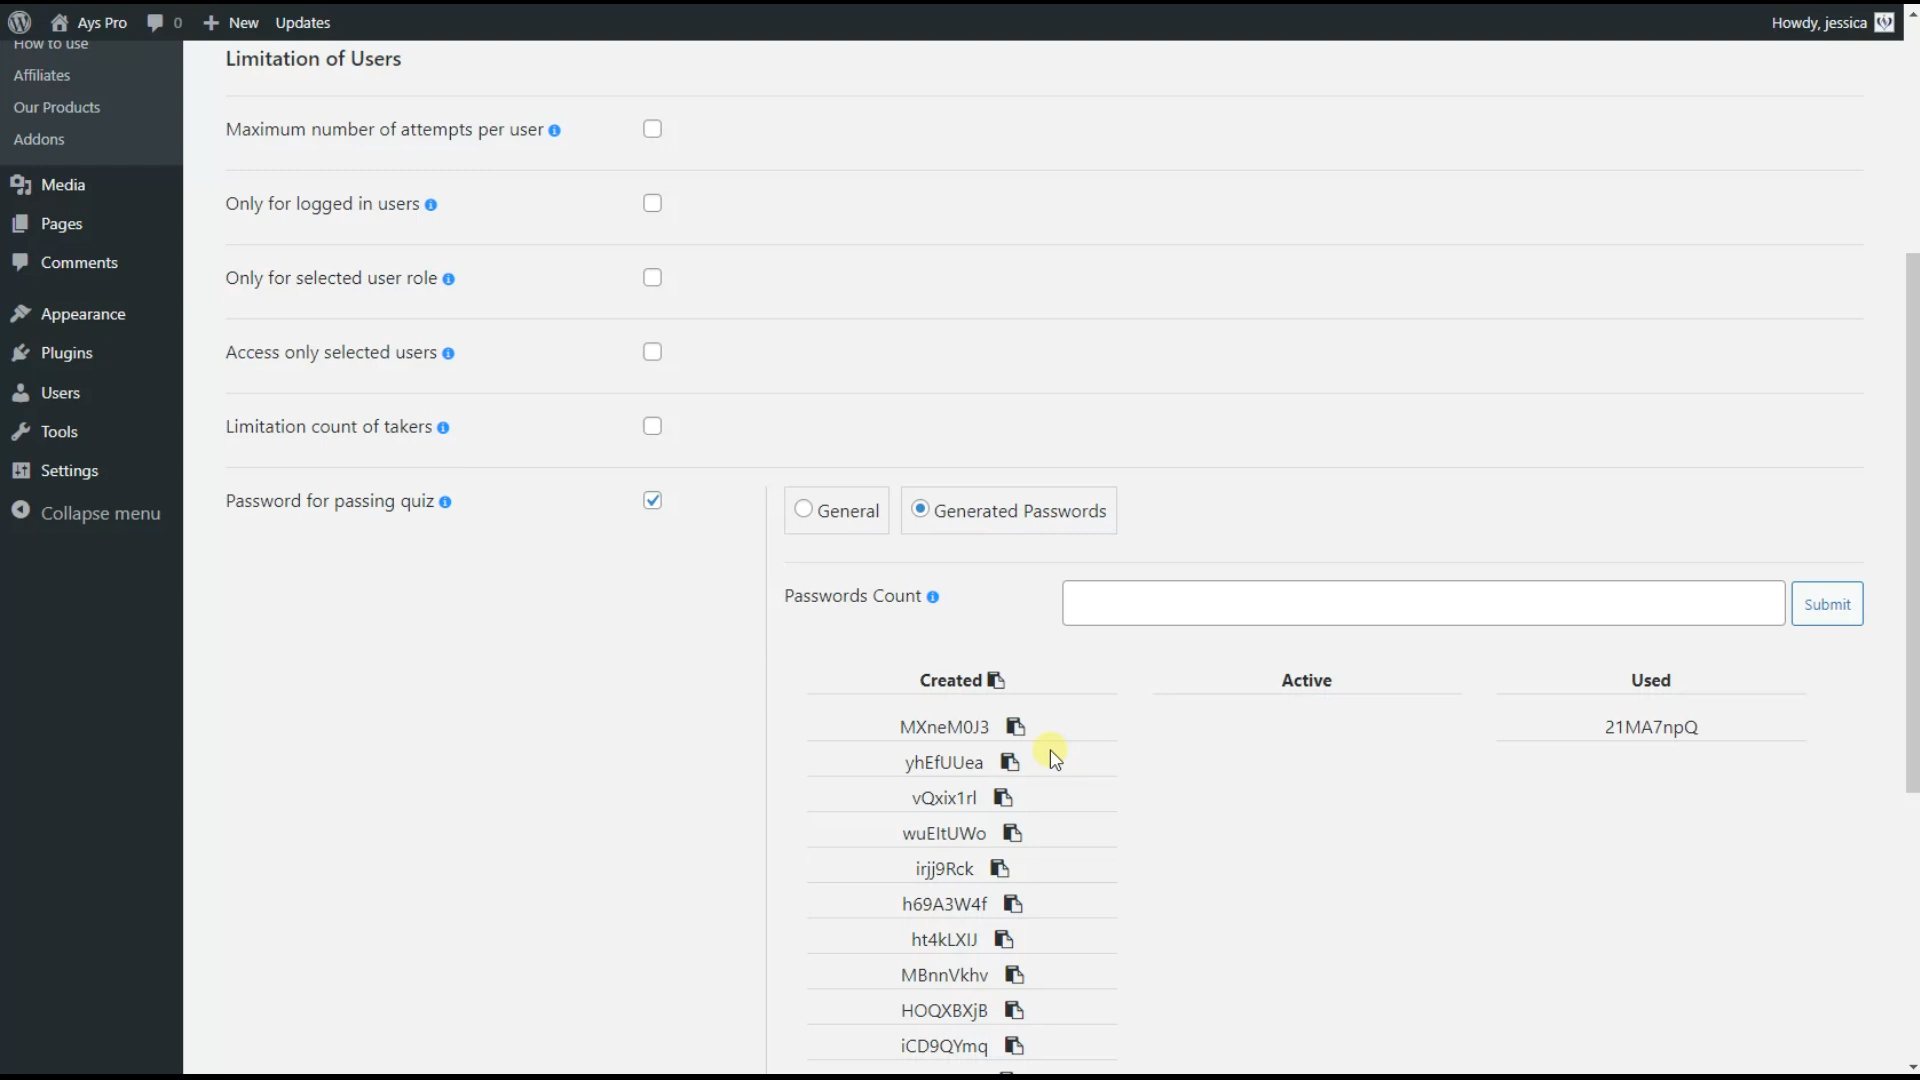 Ays Pro 0 New Updates Howdy, jessica
How to use
Affiliates
Our Products
Addons
Media
Pages
Comments
Appearance
Plugins
Users
Tools
Settings
Collapse menu
Limitation of Users
Maximum number of attempts per user
Only for logged in users
Only for selected user role
Access only selected users
Limitation count of takers
Password for passing quiz
General Generated Passwords
Passwords Count Submit
Created Active Used
MXneM0J3 21MA7npQ
yhEfUUea
vQxix1rl
wuEltUWo
irjj9Rck
h69A3W4f
ht4kLXIJ
MBnnVkhv
HOQXBXjB
iCD9QYmq